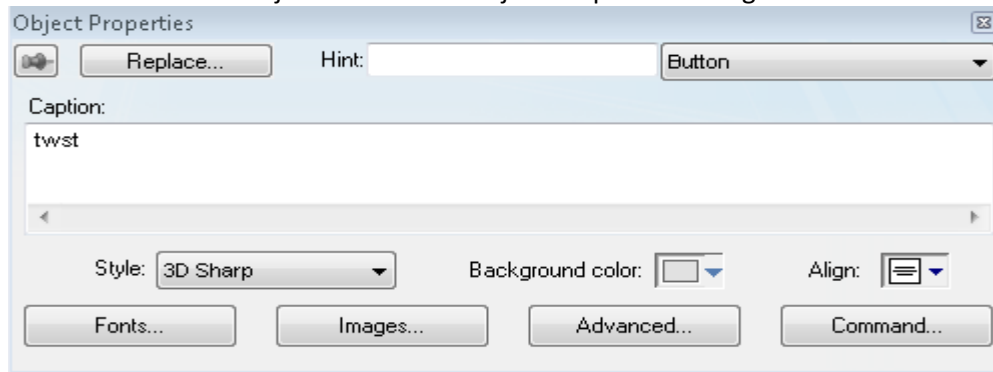 Object Properties
Replace... Hint: Button
Caption:
twst
Style: 3D Sharp Background color: Align:
Fonts... Images... Advanced... Command...